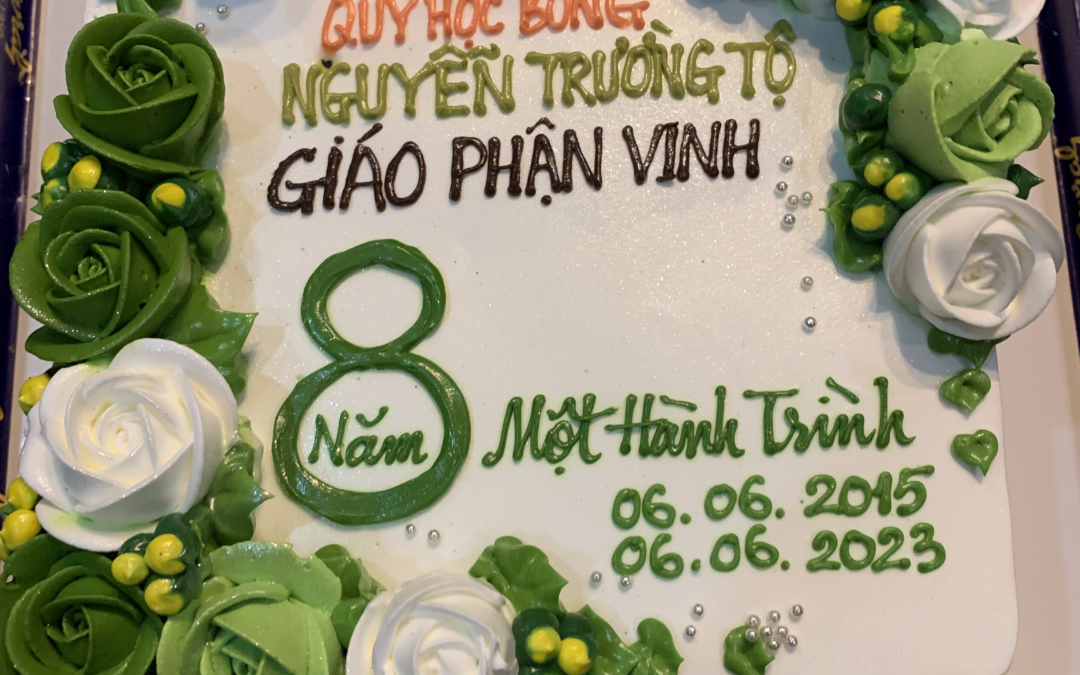 QUỸ HỌC BỔNG
NGUYỄN TRƯỜNG TỘ
GIÁO PHẬN VINH
8
Năm
Một Hành Trình
06.06.2015
06.06.2023